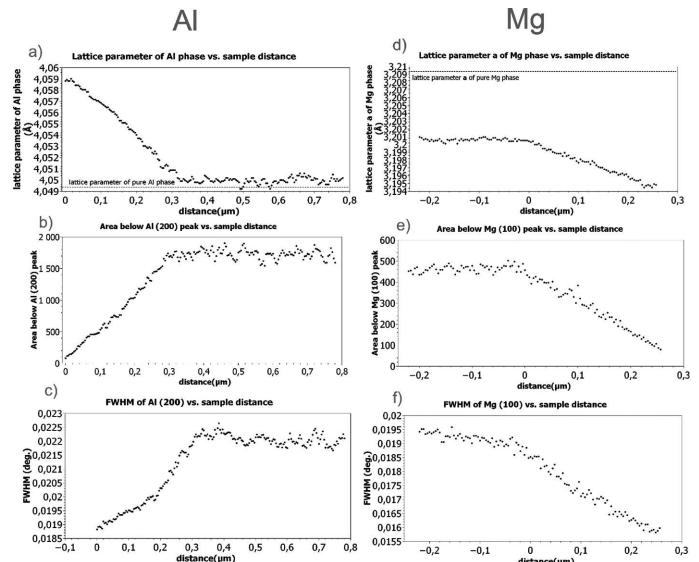 Al
Mg
a)
Lattice parameter of Al phase vs. sample distance
lattice parameter of Al phase
(Å)
4,06
4,059
4,058
4,057
4,056
4,055
4,054
4,053
4,052
4,051
4,05
4,049
lattice parameter of pure Al phase
0 0,1 0,2 0,3 0,4 0,5 0,6 0,7 0,8
distance(µm)
d)
Lattice parameter a of Mg phase vs. sample distance
lattice parameter a of Mg phase
(Å)
3,21
3,209
3,208
3,207
3,206
3,205
3,204
3,203
3,202
3,201
3,2
3,199
3,198
3,197
3,196
3,195
3,194
lattice parameter a of pure Mg phase
−0,2 −0,1 0 0,1 0,2 0,3
distance(µm)
b)
Area below Al (200) peak vs. sample distance
Area below Al (200) peak
2 000
1 500
1 000
500
0
0 0,1 0,2 0,3 0,4 0,5 0,6 0,7 0,8
distance(µm)
e)
Area below Mg (100) peak vs. sample distance
Area below Mg (100) peak
600
500
400
300
200
100
0
−0,2 −0,1 0 0,1 0,2 0,3
distance(µm)
c)
FWHM of Al (200) vs. sample distance
FWHM (deg.)
0,023
0,0225
0,022
0,0215
0,021
0,0205
0,02
0,0195
0,019
0,0185
−0,1 0 0,1 0,2 0,3 0,4 0,5 0,6 0,7 0,8
distance(µm)
f)
FWHM of Mg (100) vs. sample distance
FWHM (deg.)
0,02
0,0195
0,019
0,0185
0,018
0,0175
0,017
0,0165
0,016
0,0155
−0,2 −0,1 0 0,1 0,2 0,3
distance(µm)